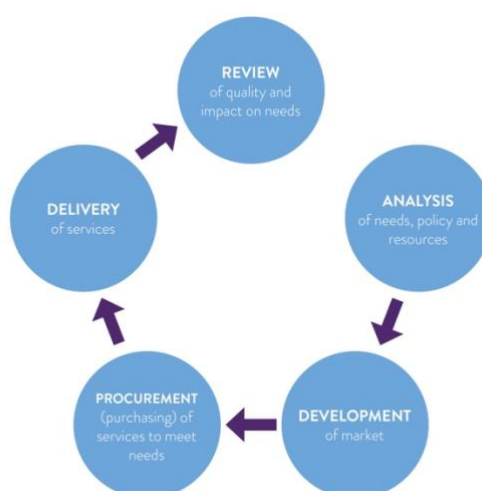 REVIEW
of quality and
impact on needs
ANALYSIS
of needs, policy and
resources
DEVELOPMENT
of market
PROCUREMENT
(purchasing) of
services to meet
needs
DELIVERY
of services